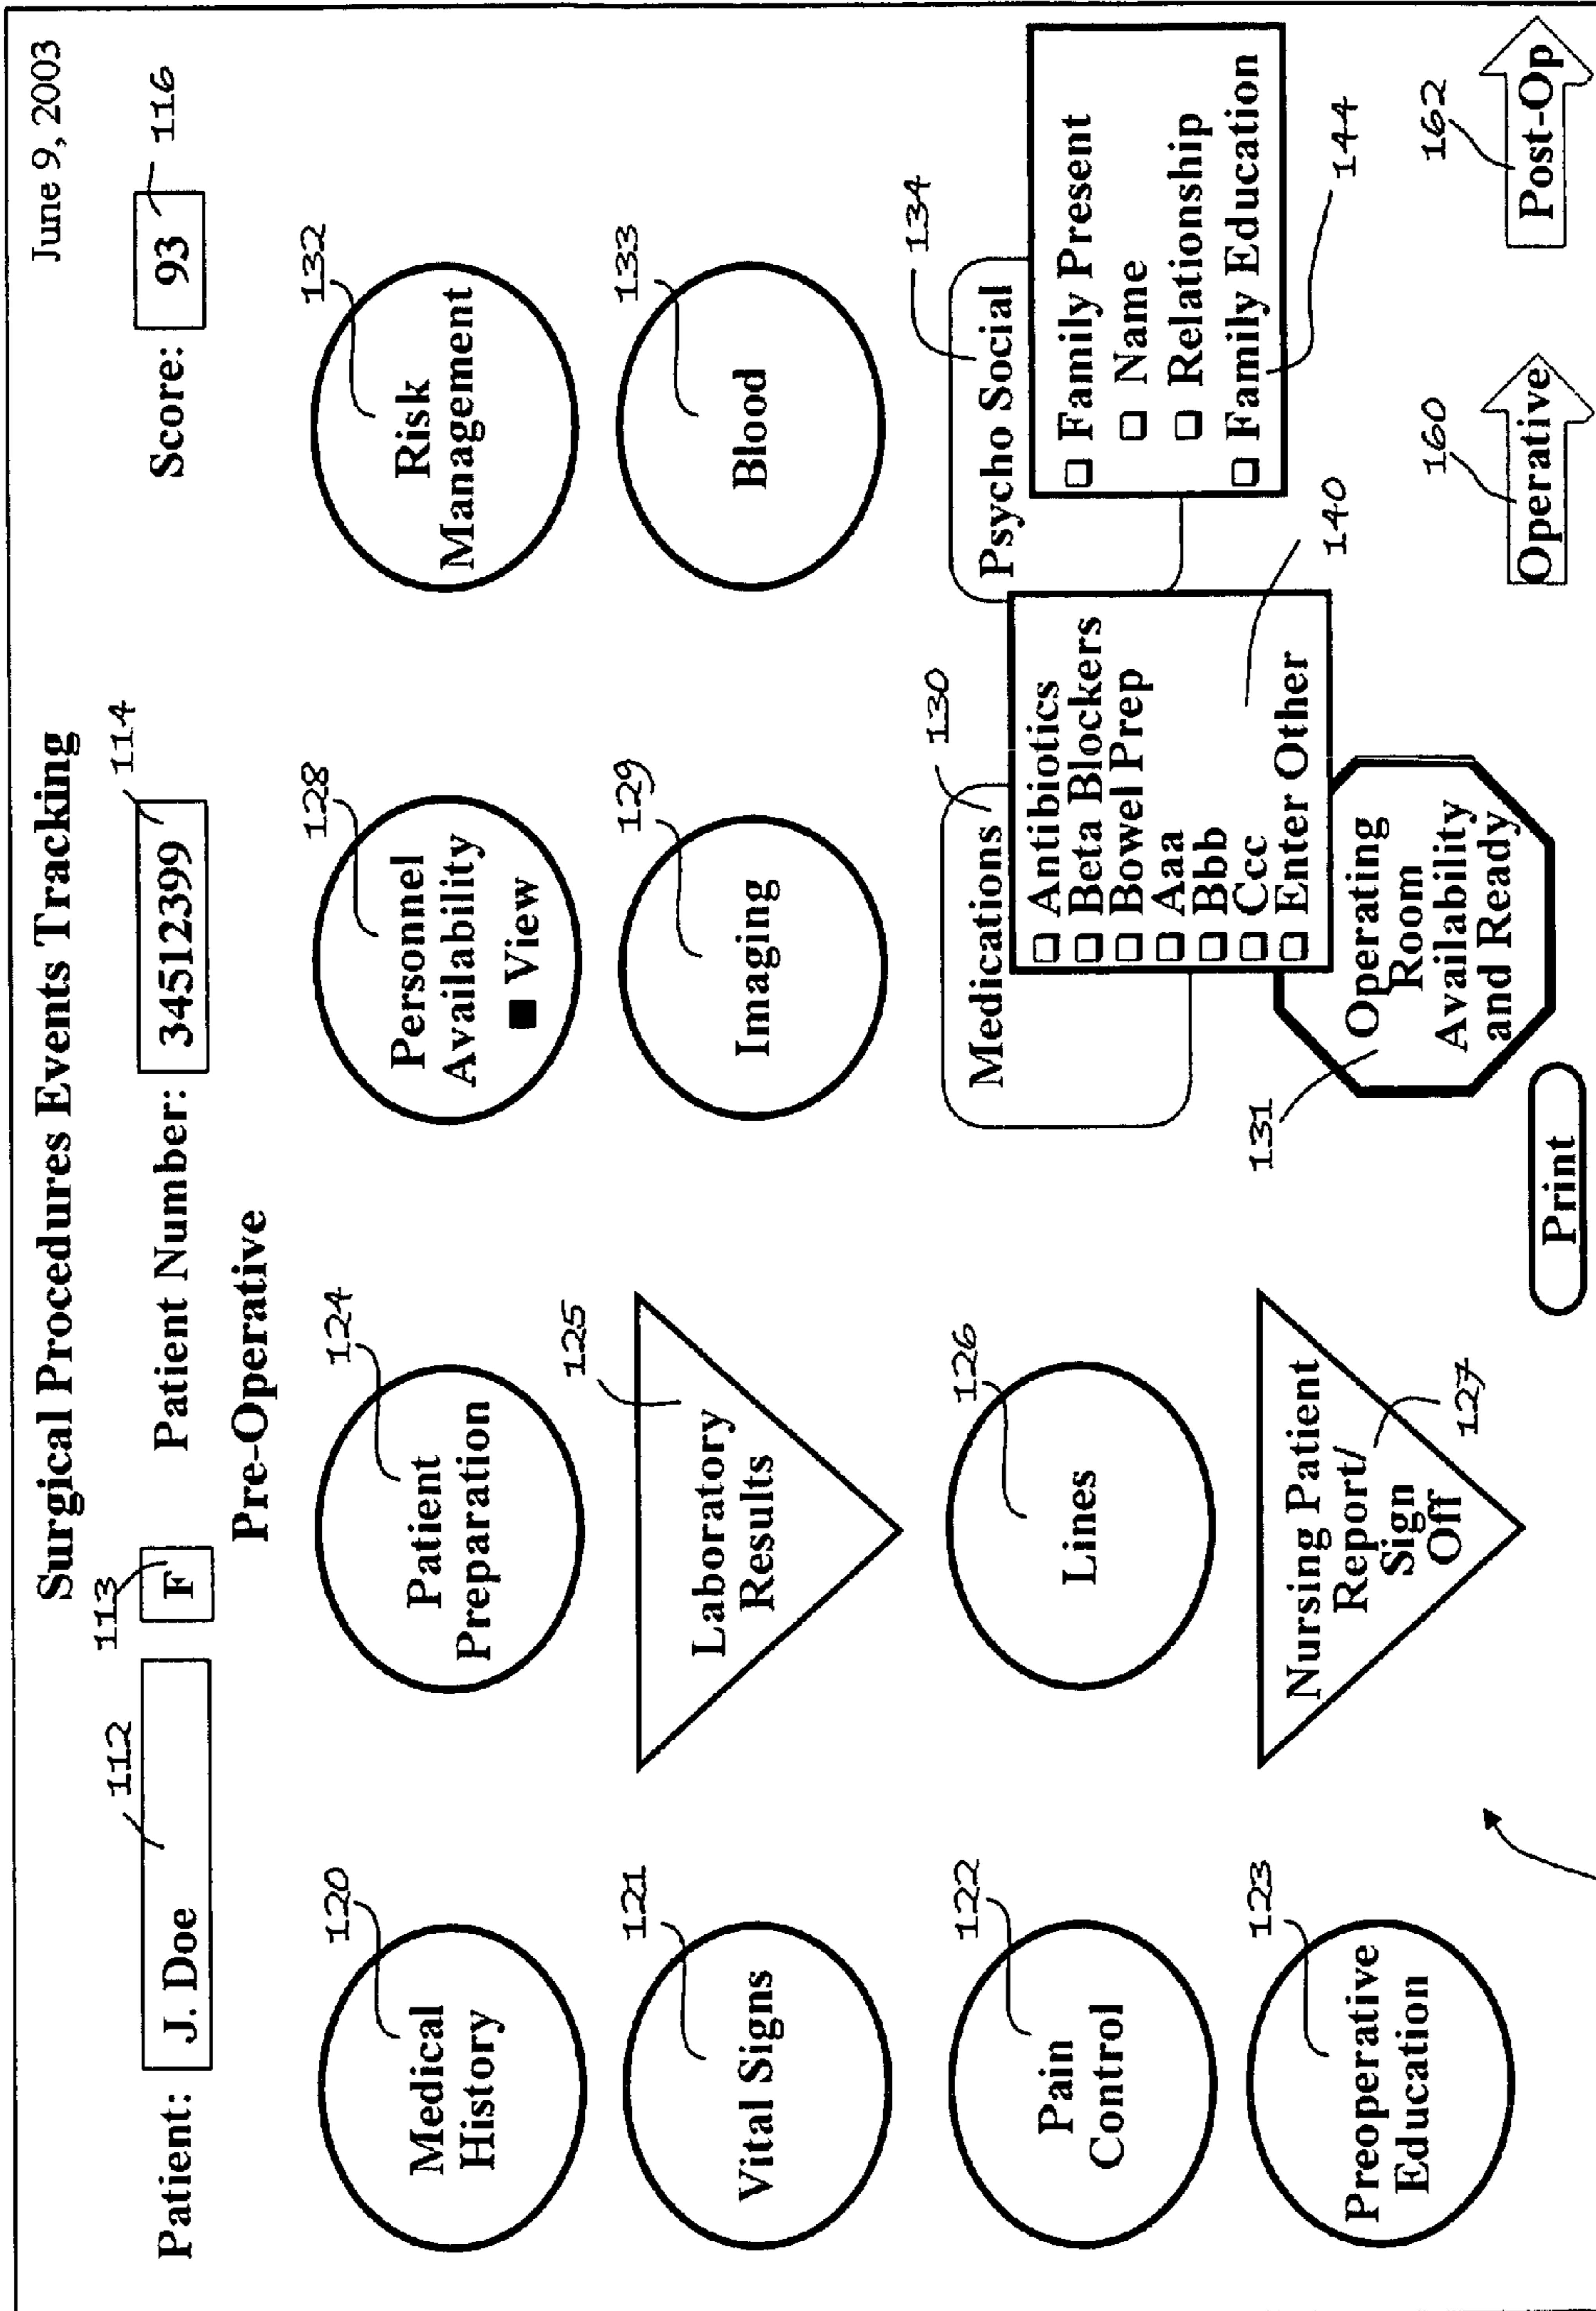 June 9, 2003
Surgical Procedures Events Tracking
Patient: J. Doe 112
F 113
Patient Number: 34512399 114
Score: 93 116
Pre-Operative
120
Medical
History
124
Patient
Preparation
128
Personnel
Availability
■ View
132
Risk
Management
121
Vital Signs
125
Laboratory
Results
129
Imaging
133
Blood
122
Pain
Control
126
Lines
130
Medications
□ Antibiotics
□ Beta Blockers
□ Bowel Prep
□ Aaa
□ Bbb
□ Ccc
□ Enter Other
140
134
Psycho Social
□ Family Present
□ Name
□ Relationship
□ Family Education
144
123
Preoperative
Education
127
Nursing Patient
Report/
Sign
Off
131
Operating
Room
Availability
and Ready
Print
160
Operative
162
Post-Op